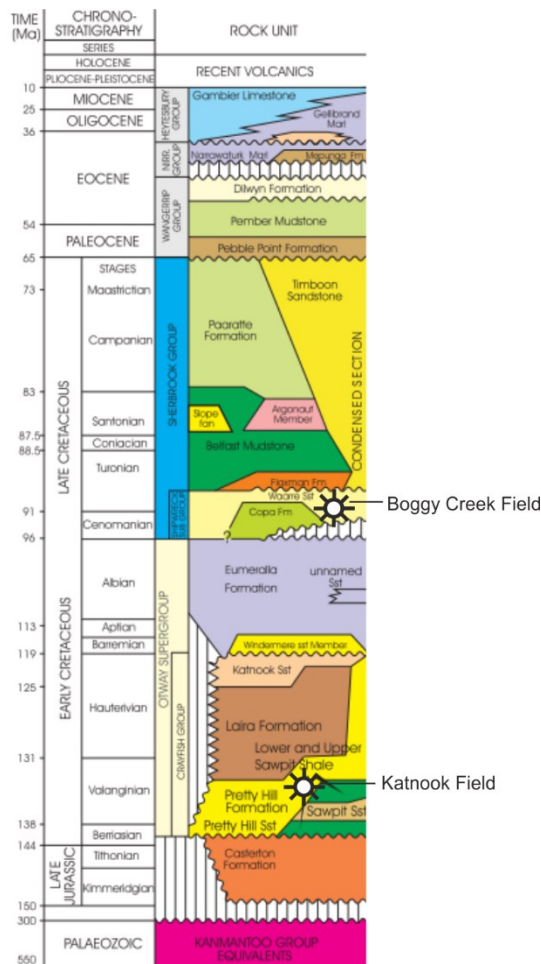 TIME
(Ma)
CHRONO-
STRATIGRAPHY
ROCK UNIT
SERIES
HOLOCENE
PLIOCENE-PLEISTOCENE
RECENT VOLCANICS
10
MIOCENE
25
OLIGOCENE
36
EOCENE
54
PALEOCENE
65
HEYTESBURY
GROUP
Gambier Limestone
Gellibrand
Marl
NIRR.
GROUP
Narrawaturk Marl
Mepunga Fm
WANGERRIP
GROUP
Dilwyn Formation
Pember Mudstone
Pebble Point Formation
LATE CRETACEOUS
STAGES
73
Maastrictian
Campanian
83
Santonian
87.5
Coniacian
88.5
Turonian
91
Cenomanian
96
SHERBROOK GROUP
SHIPWRECK
SUB GROUP
Timboon
Sandstone
Paaratte
Formation
CONDENSED SECTION
Slope
fan
Argonaut
Member
Belfast Mudstone
Flaxman Fm
Waarre Sst
Copa Fm
?
Boggy Creek Field
EARLY CRETACEOUS
Albian
113
Aptian
Barremian
119
125
Hauterivian
131
Valanginian
138
Berriasian
144
OTWAY SUPERGROUP
CRAYFISH GROUP
Eumeralla
Formation
unnamed
Sst
Windermere sst Member
Katnook Sst
Laira Formation
Lower and Upper
Sawpit Shale
Pretty Hill
Formation
Sawpit Sst
Pretty Hill Sst
Katnook Field
LATE
JURASSIC
Tithonian
Kimmeridgian
150
Casterton
Formation
300
PALAEOZOIC
550
KANMANTOO GROUP
EQUIVALENTS